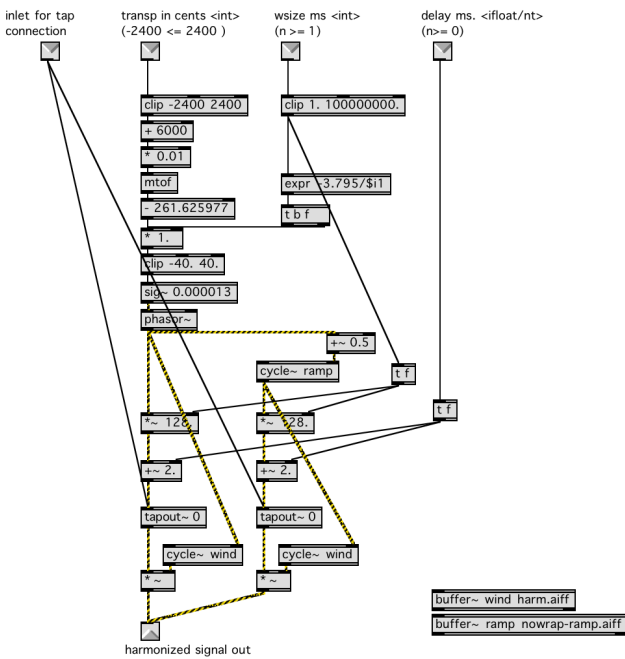 inlet for tap
connection
transp in cents <int>
(-2400 <= 2400 )
wsize ms <int>
(n >= 1)
delay ms. <ifloat/nt>
(n>= 0)
clip -2400 2400
clip 1. 100000000.
+ 6000
* 0.01
mtof
expr -3.795/$i1
- 261.625977
t b f
* 1.
clip -40. 40.
sig~ 0.000013
phasor~
+~ 0.5
cycle~ ramp
t f
t f
*~ 128.
*~ 128.
+~ 2.
+~ 2.
tapout~ 0
tapout~ 0
cycle~ wind
cycle~ wind
*~
*~
buffer~ wind harm.aiff
buffer~ ramp nowrap-ramp.aiff
harmonized signal out